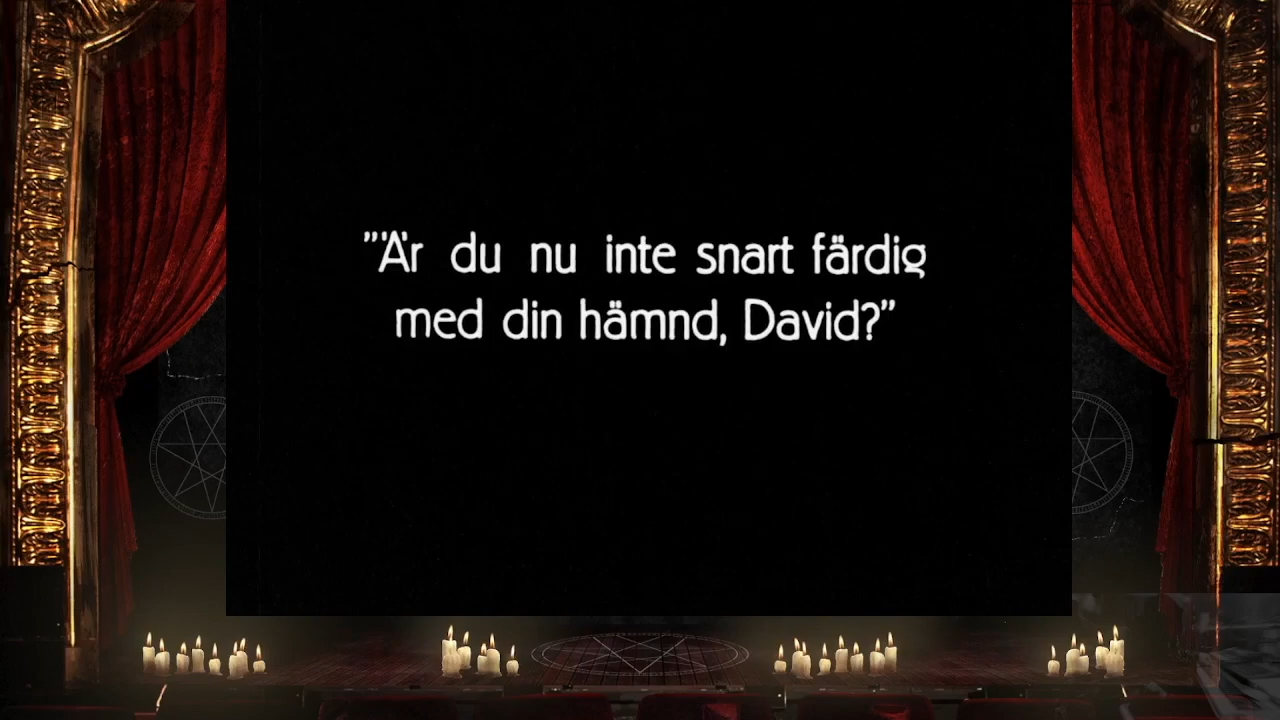 ”Är du nu inte snart färdig
med din hämnd, David?”